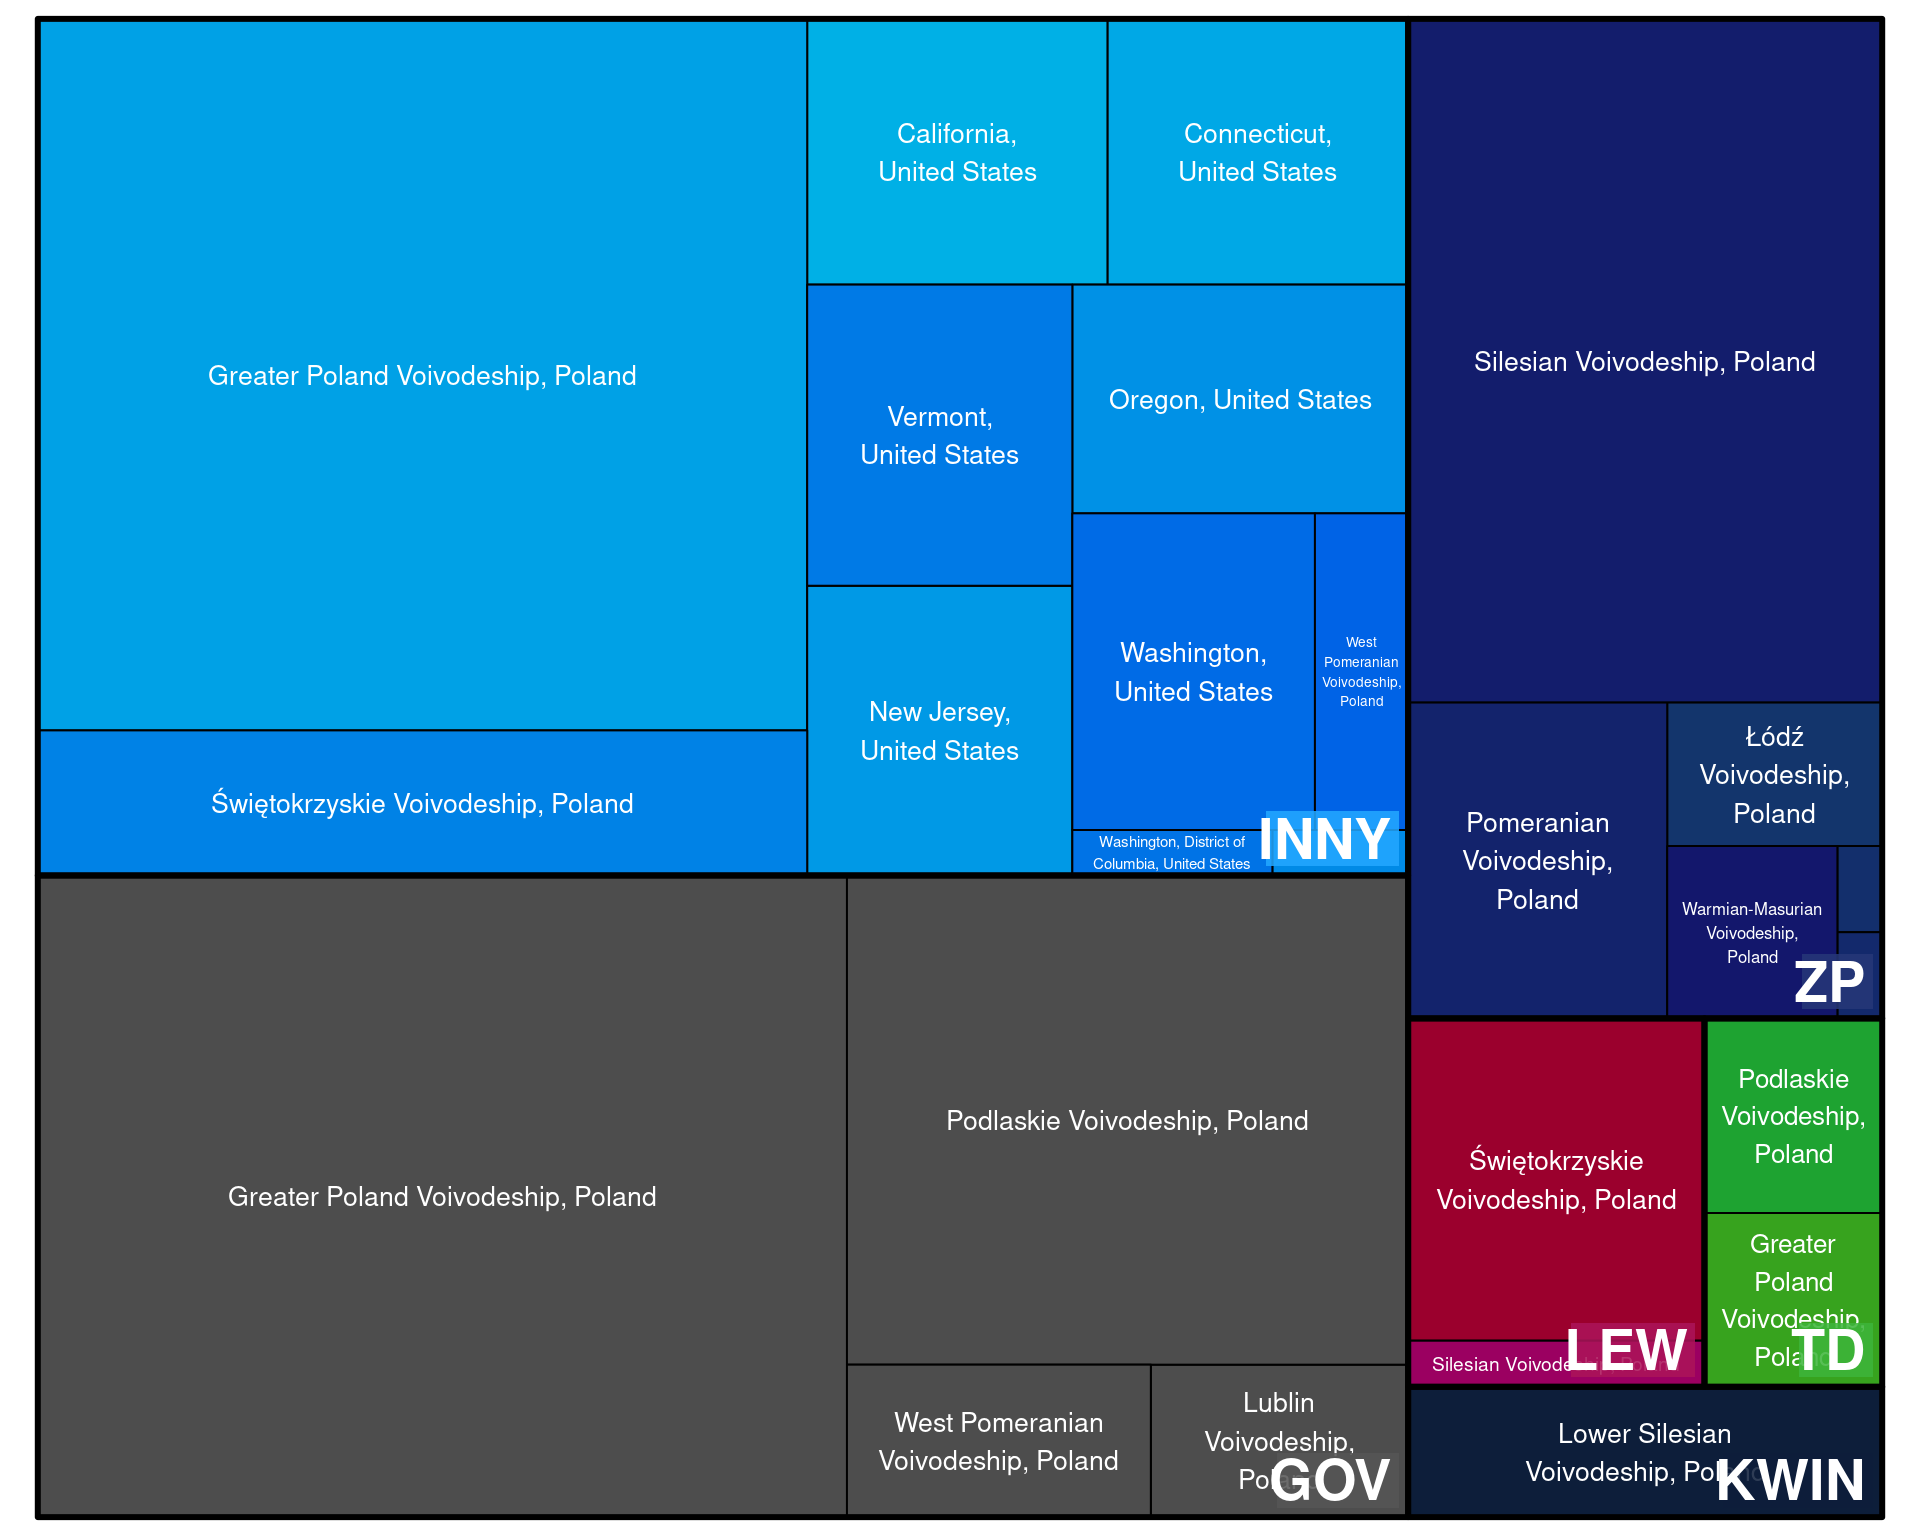 Greater Poland Voivodeship, Poland
Świętokrzyskie Voivodeship, Poland
California,
United States
Connecticut,
United States
Vermont,
United States
Oregon, United States
New Jersey,
United States
Washington,
United States
West
Pomeranian
Voivodeship,
Poland
Washington, District of
Columbia, United States
INNY
Greater Poland Voivodeship, Poland
Podlaskie Voivodeship, Poland
West Pomeranian
Voivodeship, Poland
Lublin
Voivodeship,
GOV
Silesian Voivodeship, Poland
Pomeranian
Voivodeship,
Poland
Łódź
Voivodeship,
Poland
Warmian-Masurian
Voivodeship,
Poland
ZP
Świętokrzyskie
Voivodeship, Poland
Silesian
LEW
Podlaskie
Voivodeship,
Poland
Greater
Poland
Voivodeship,
TD
Lower Silesian
Voivodeship,
KWIN